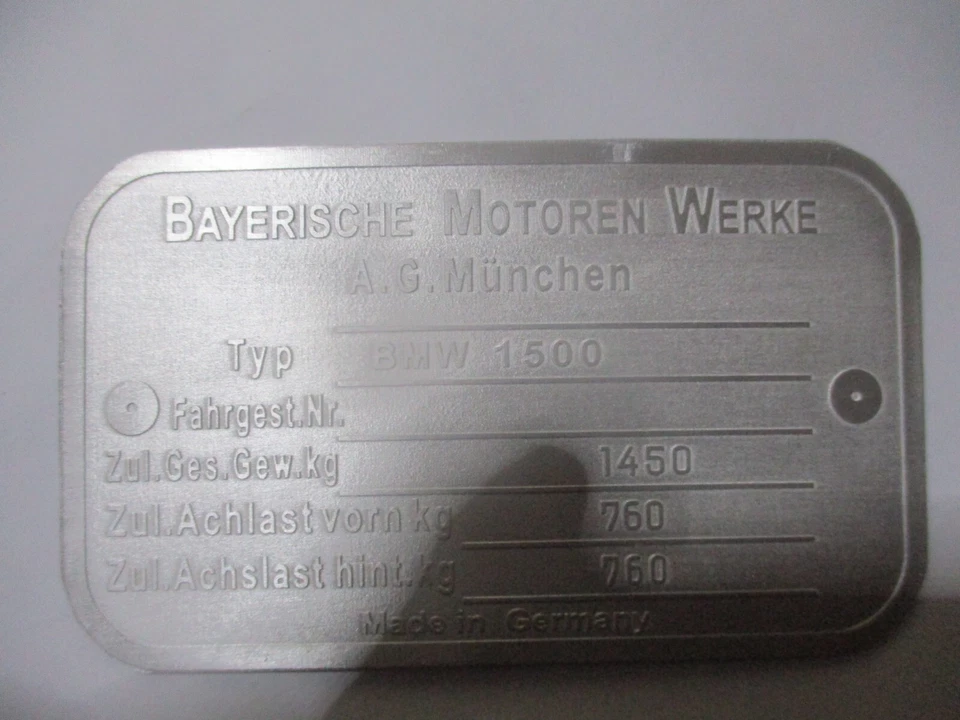 BAYERISCHE MOTOREN WERKE
A.G. München
Typ BMW 1500
Fahrgest.Nr.
Zul.Ges.Gew.kg 1450
Zul.Achlast vorn kg 760
Zul.Achslast hint.kg 760
Made in Germany